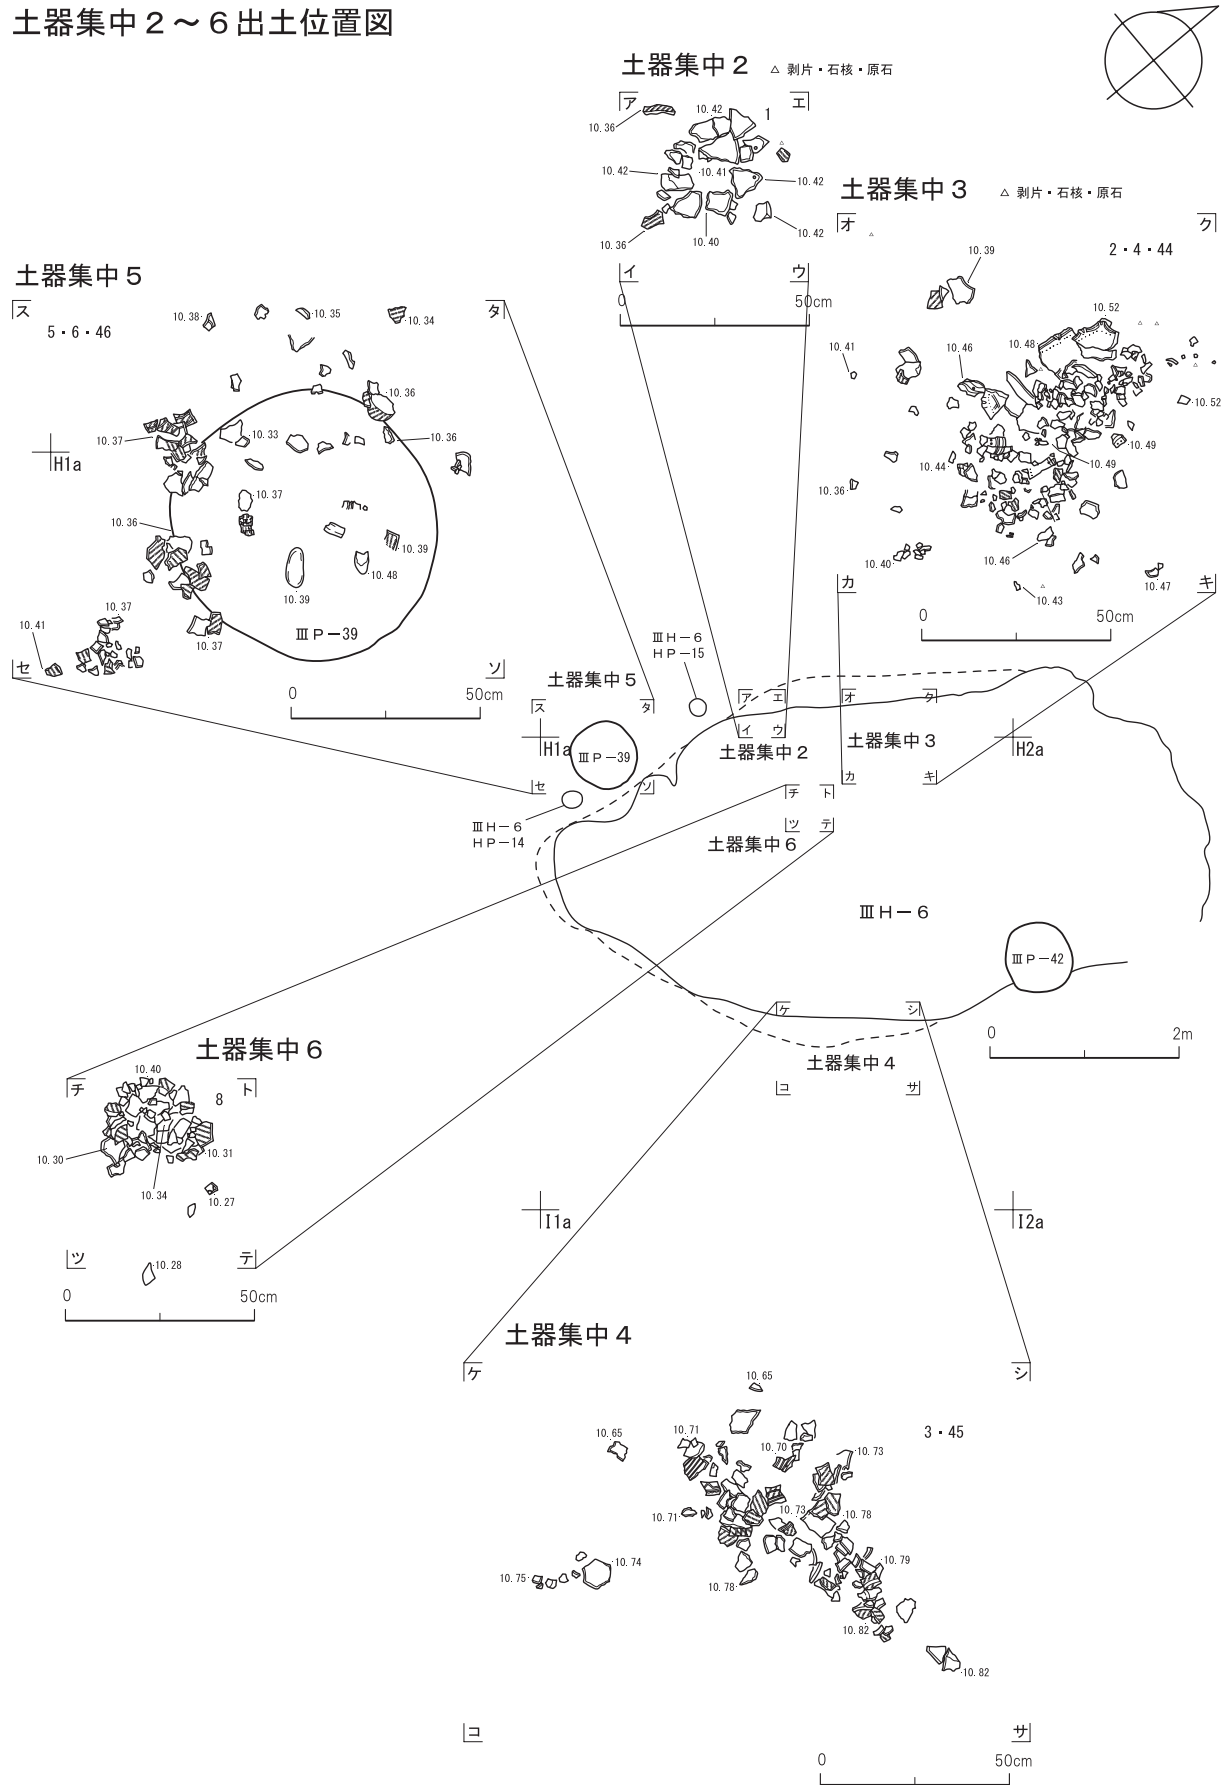 土器集中２～６出土位置図
土器集中２ △ 剥片・石核・原石
ア エ
10.42 1
10.36
10.42 10.41 10.42
10.42
10.36 10.40
イ ウ
0 50cm
土器集中３ △ 剥片・石核・原石
オ ク
10.39 2・4・44
10.52
10.41 10.46 10.48
10.52
10.49
10.44 10.49
10.36
10.40 10.46
10.43 10.47
カ キ
0 50cm
土器集中５
ス タ
5・6・46 10.38 10.35 10.34
10.36
10.37 10.33 10.36
H1a
10.37
10.36
10.39
10.48
10.39
10.37
10.41 ⅢＰ－39
10.37
セ ソ
0 50cm
ⅢＨ－６
ＨＰ－15
土器集中５
ス タ ア エ オ タ
H1a ⅢＰ－39 イ ウ 土器集中３ H2a
土器集中２
セ ソ カ キ
チ ト
ⅢＨ－６
ＨＰ－14
ツ テ
土器集中６
ⅢＨ－６
ⅢＰ－42
ケ シ
0 2m
土器集中４
コ サ
I1a I2a
土器集中６
チ ト
10.40
8
10.30 10.31
10.34 10.27
ツ テ
10.28
0 50cm
土器集中４
ケ シ
10.65
10.65 10.71 3・45
10.70 10.73
10.71 10.73 10.78
10.74 10.79
10.75 10.78
10.82
10.82
コ サ
0 50cm